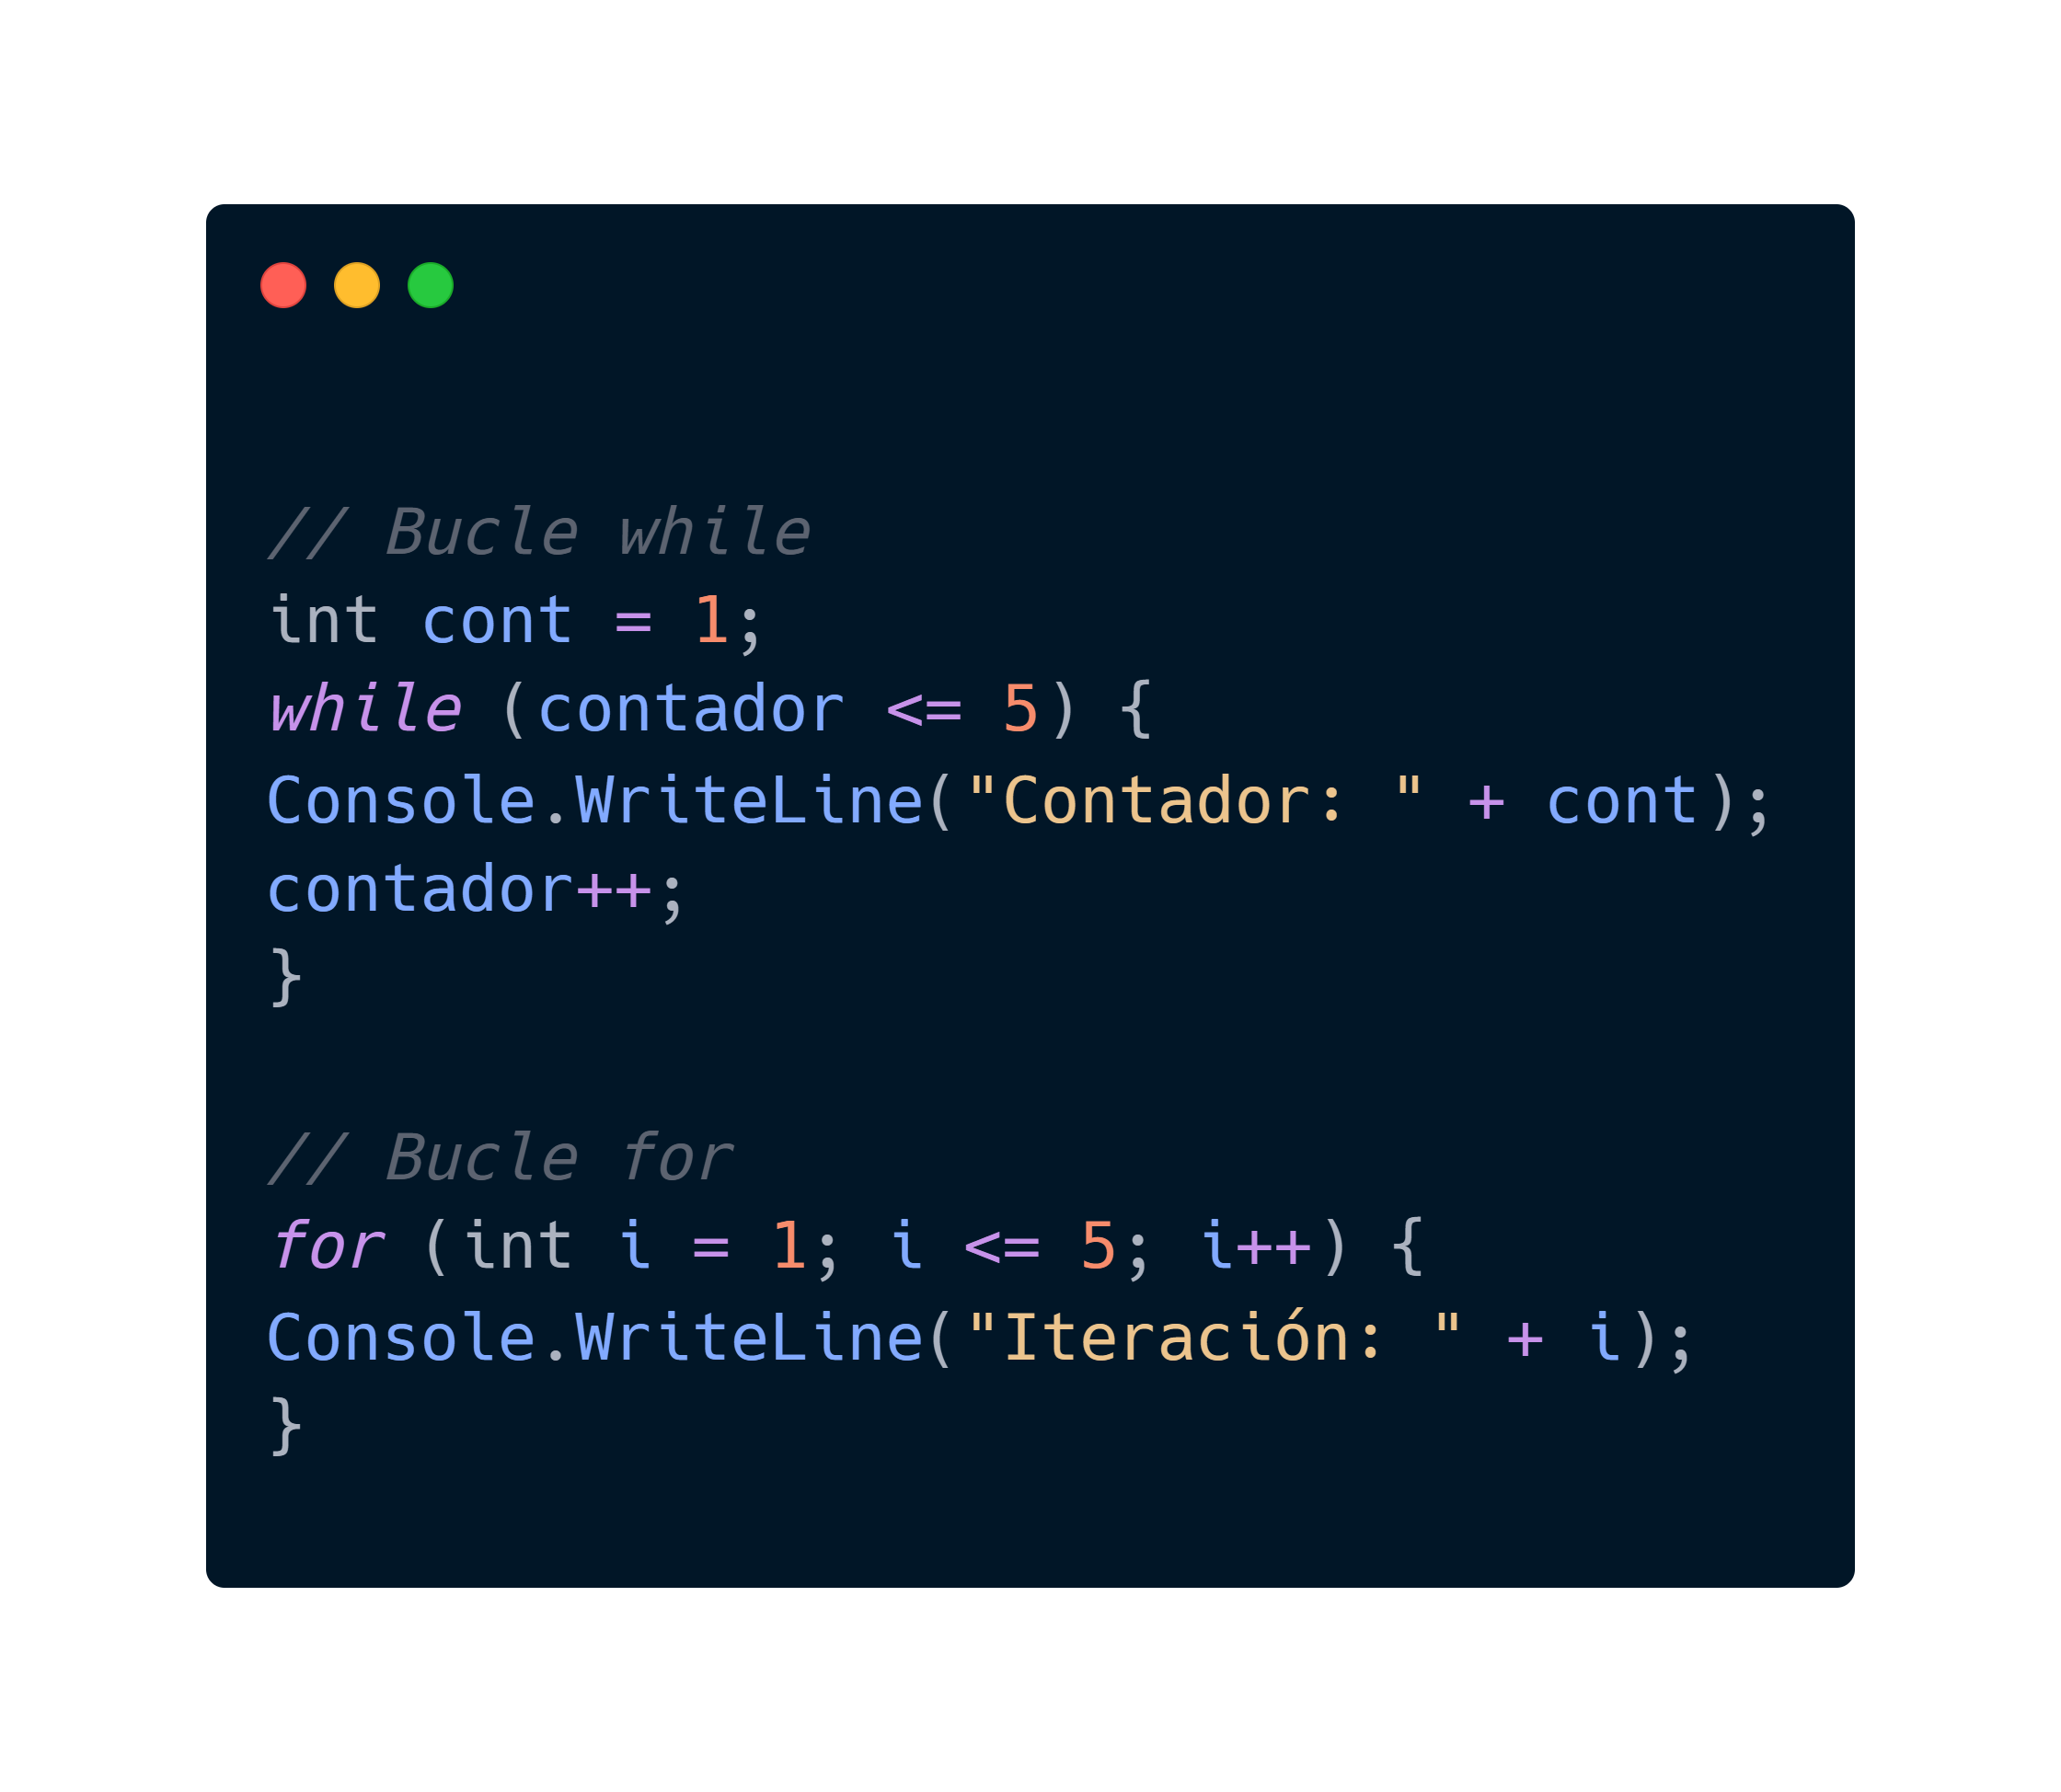 // Bucle while
int cont = 1;
while (contador <= 5) {
Console.WriteLine("Contador: " + cont);
contador++;
}
// Bucle for
for (int i = 1; i <= 5; i++) {
Console.WriteLine("Iteración: " + i);
}